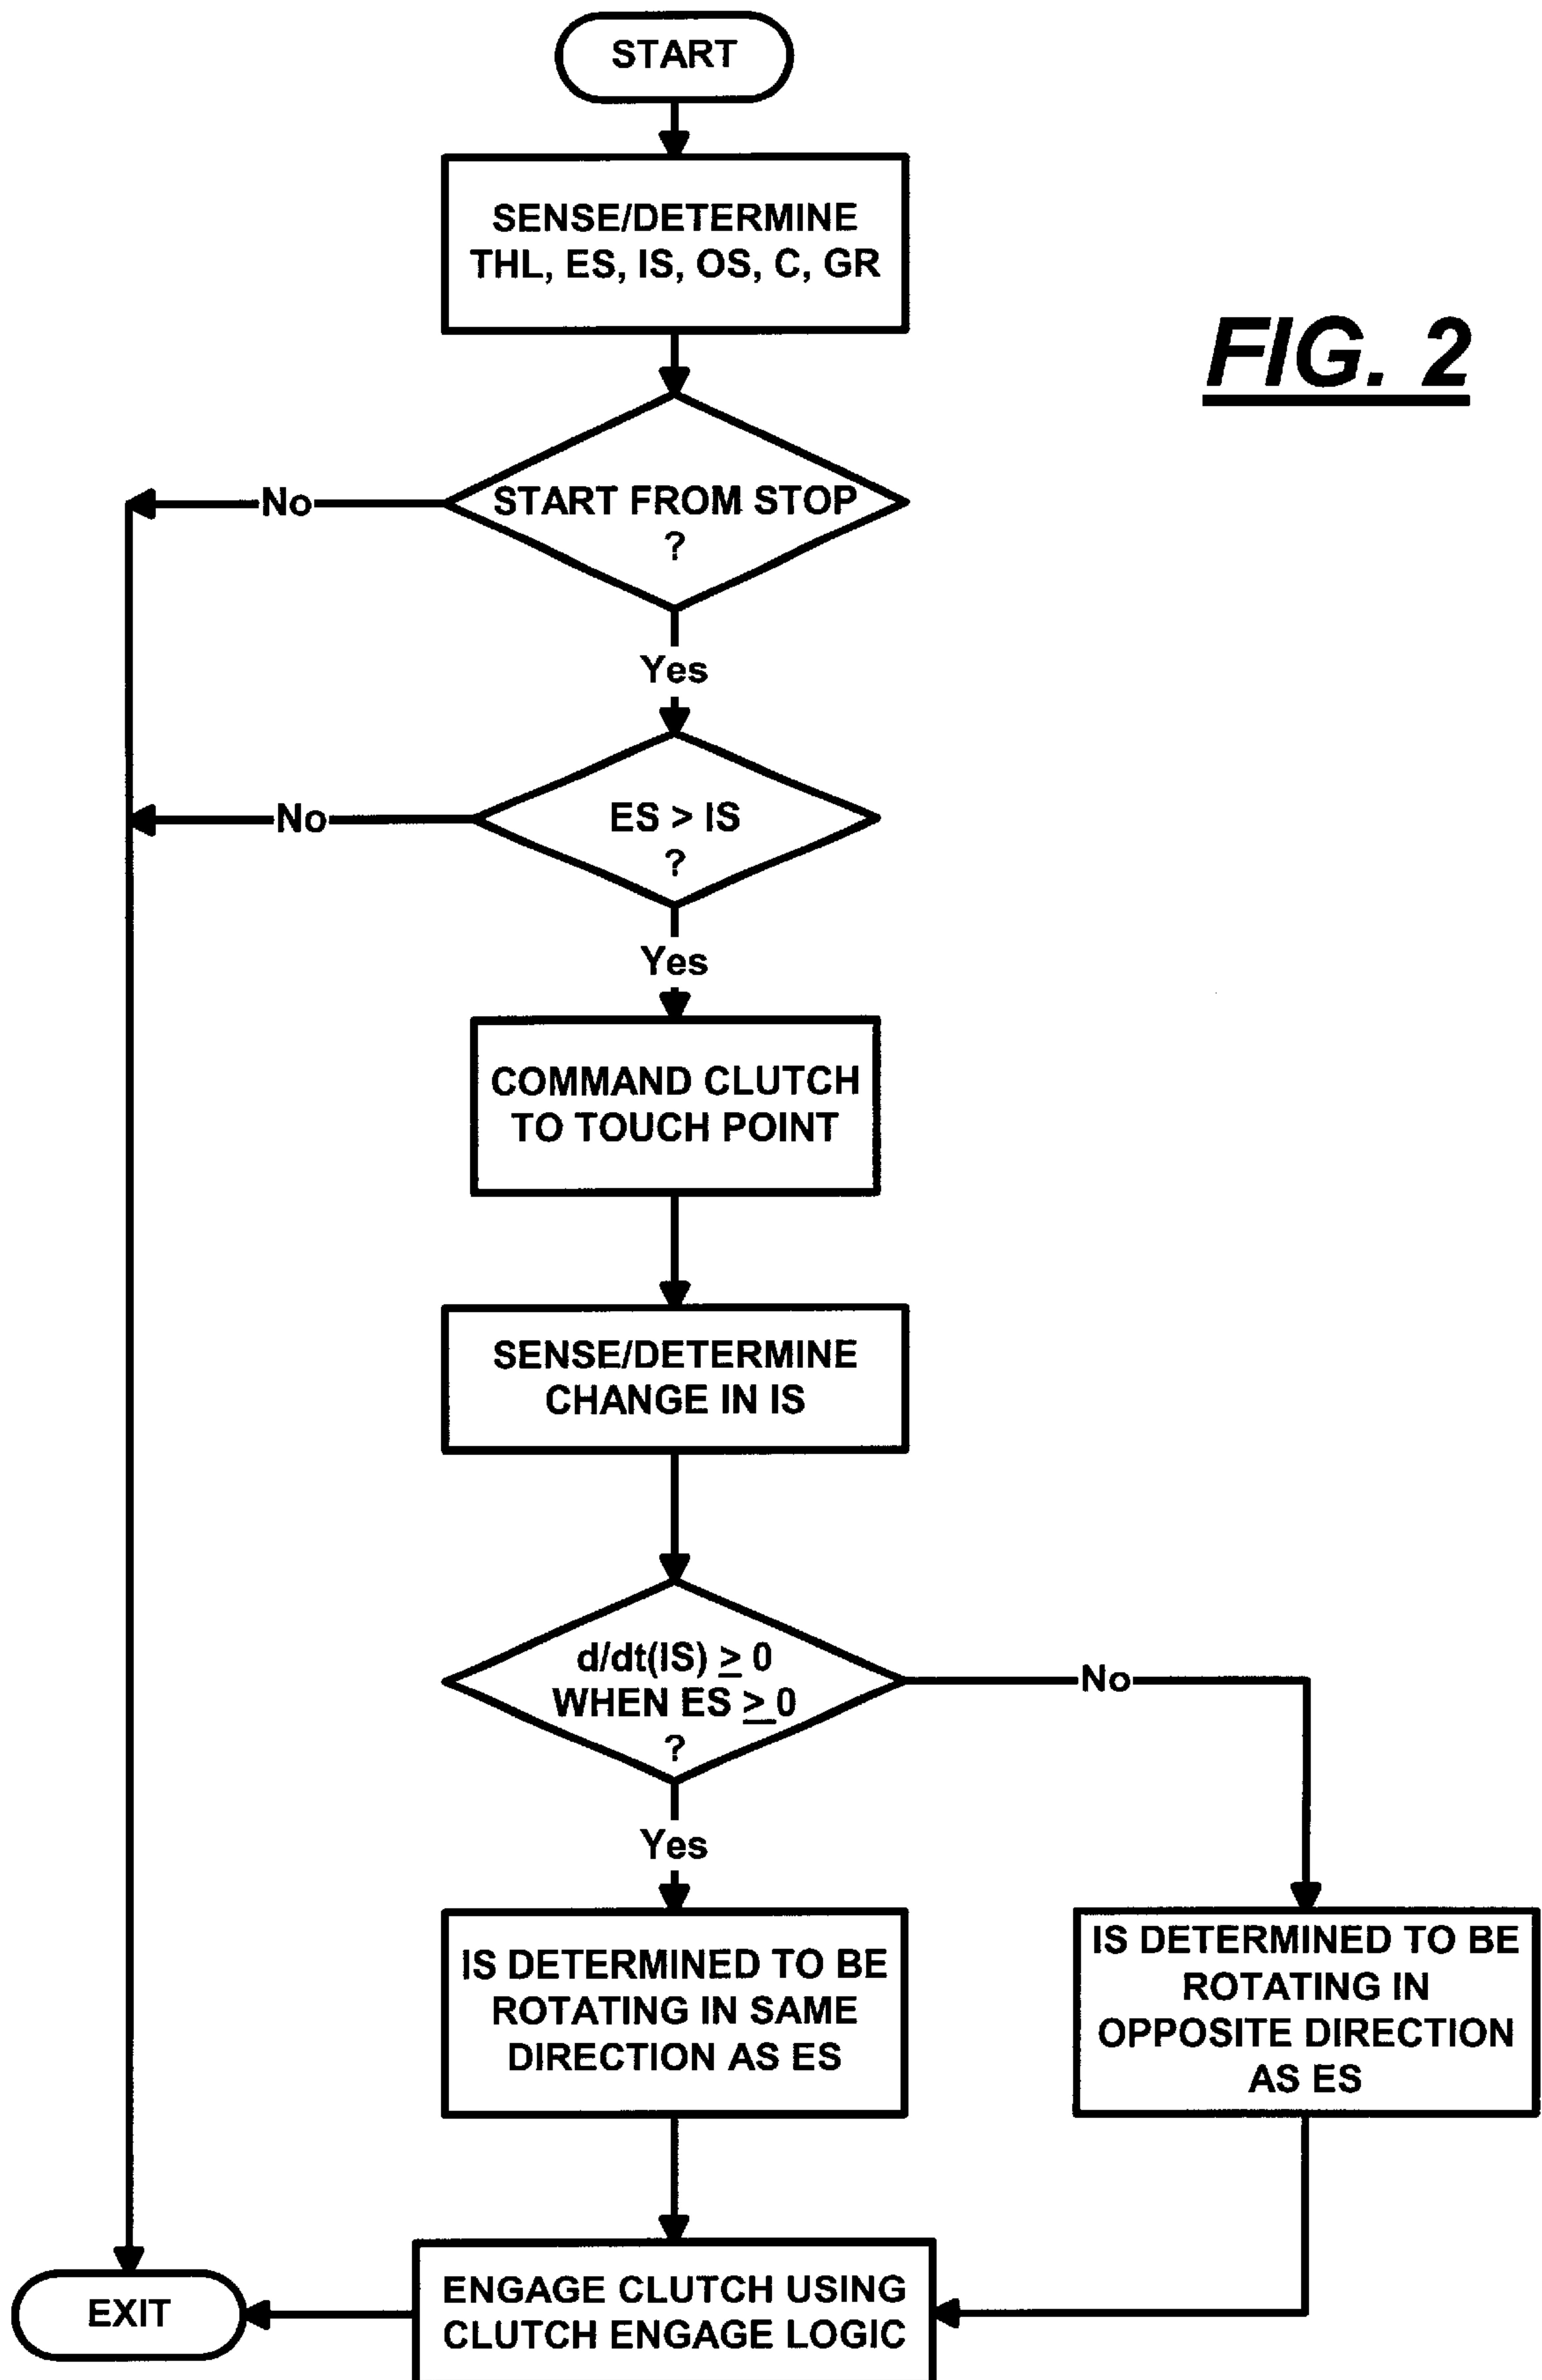 START
SENSE/DETERMINE
THL, ES, IS, OS, C, GR
FIG. 2
START FROM STOP
?
No
Yes
ES > IS
?
No
Yes
COMMAND CLUTCH
TO TOUCH POINT
SENSE/DETERMINE
CHANGE IN IS
d/dt(IS) ≥ 0
WHEN ES ≥ 0
?
No
Yes
IS DETERMINED TO BE
ROTATING IN SAME
DIRECTION AS ES
IS DETERMINED TO BE
ROTATING IN
OPPOSITE DIRECTION
AS ES
ENGAGE CLUTCH USING
CLUTCH ENGAGE LOGIC
EXIT